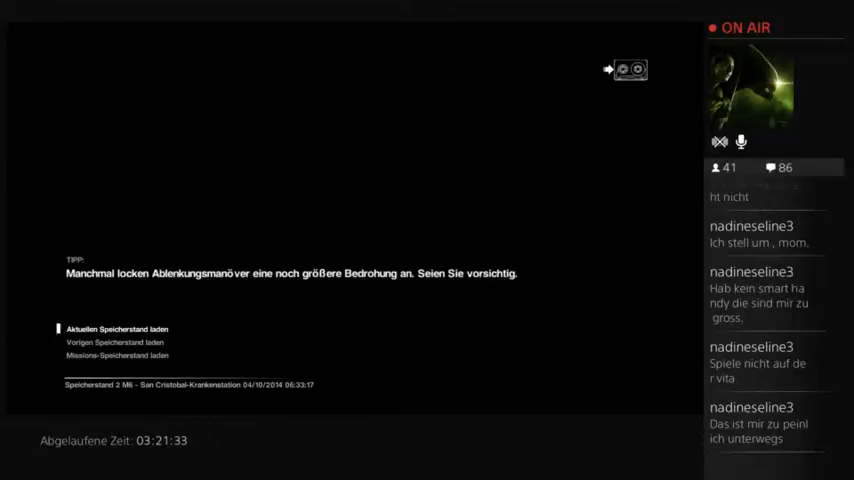 ON AIR
41 86
ht nicht
nadineseline3
Ich stell um , mom.
nadineseline3
Hab kein smart ha
ndy die sind mir zu
gross.
nadineseline3
Spiele nicht auf de
r vita
nadineseline3
Das ist mir zu peinl
ich unterwegs
TIPP:
Manchmal locken Ablenkungsmanöver eine noch größere Bedrohung an. Seien Sie vorsichtig.
Aktuellen Speicherstand laden
Vorigen Speicherstand laden
Missions-Speicherstand laden
Speicherstand 2 M6 - San Cristobal-Krankenstation 04/10/2014 06:33:17
Abgelaufene Zeit: 03:21:33